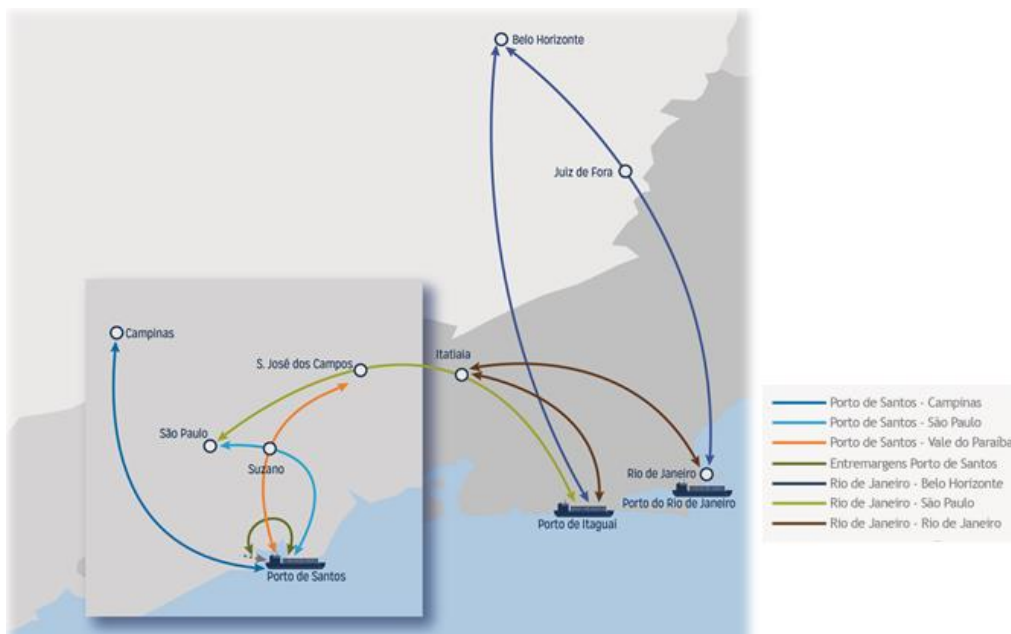 Belo Horizonte
Juiz de Fora
Campinas
S. José dos Campos
Itatiaia
São Paulo
Suzano
Rio de Janeiro
Porto do Rio de Janeiro
Porto de Itaguaí
Porto de Santos
Porto de Santos - Campinas
Porto de Santos - São Paulo
Porto de Santos - Vale do Paraíba
Entremargens Porto de Santos
Rio de Janeiro - Belo Horizonte
Rio de Janeiro - São Paulo
Rio de Janeiro - Rio de Janeiro